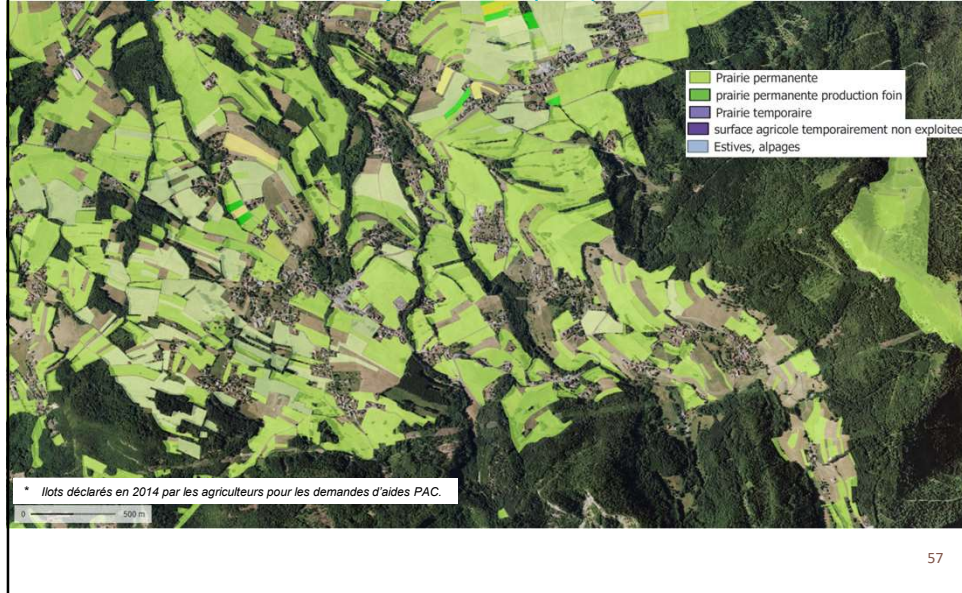 Prairie permanente
prairie permanente production foin
Prairie temporaire
surface agricole temporairement non exploitee
Estives, alpages
* Ilots déclarés en 2014 par les agriculteurs pour les demandes d’aides PAC.
0 500 m
57